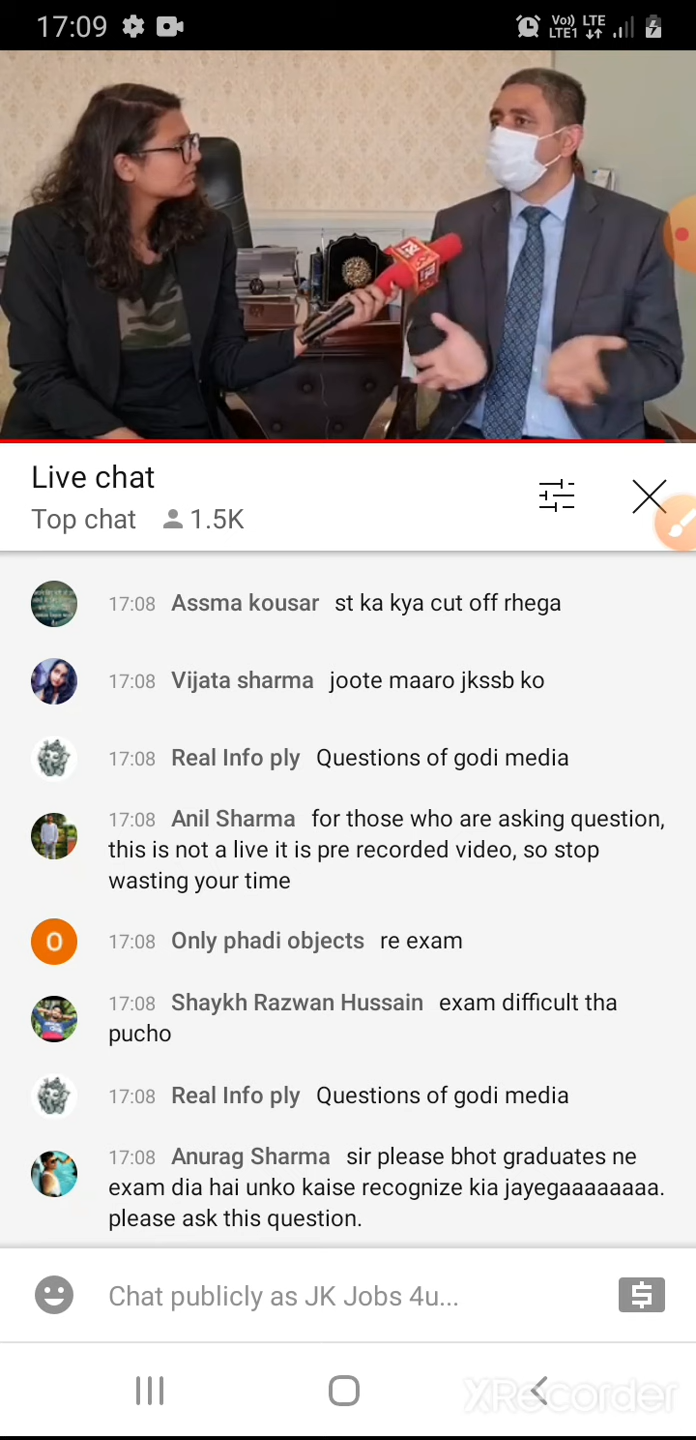 17:09
Vo)) LTE
LTE1
Live chat
Top chat 1.5K
17:08 Assma kousar st ka kya cut off rhega
17:08 Vijata sharma joote maaro jkssb ko
17:08 Real Info ply Questions of godi media
17:08 Anil Sharma for those who are asking question,
this is not a live it is pre recorded video, so stop
wasting your time
O
17:08 Only phadi objects re exam
17:08 Shaykh Razwan Hussain exam difficult tha
pucho
17:08 Real Info ply Questions of godi media
17:08 Anurag Sharma sir please bhot graduates ne
exam dia hai unko kaise recognize kia jayegaaaaaaaa.
please ask this question.
Chat publicly as JK Jobs 4u...
XRecorder